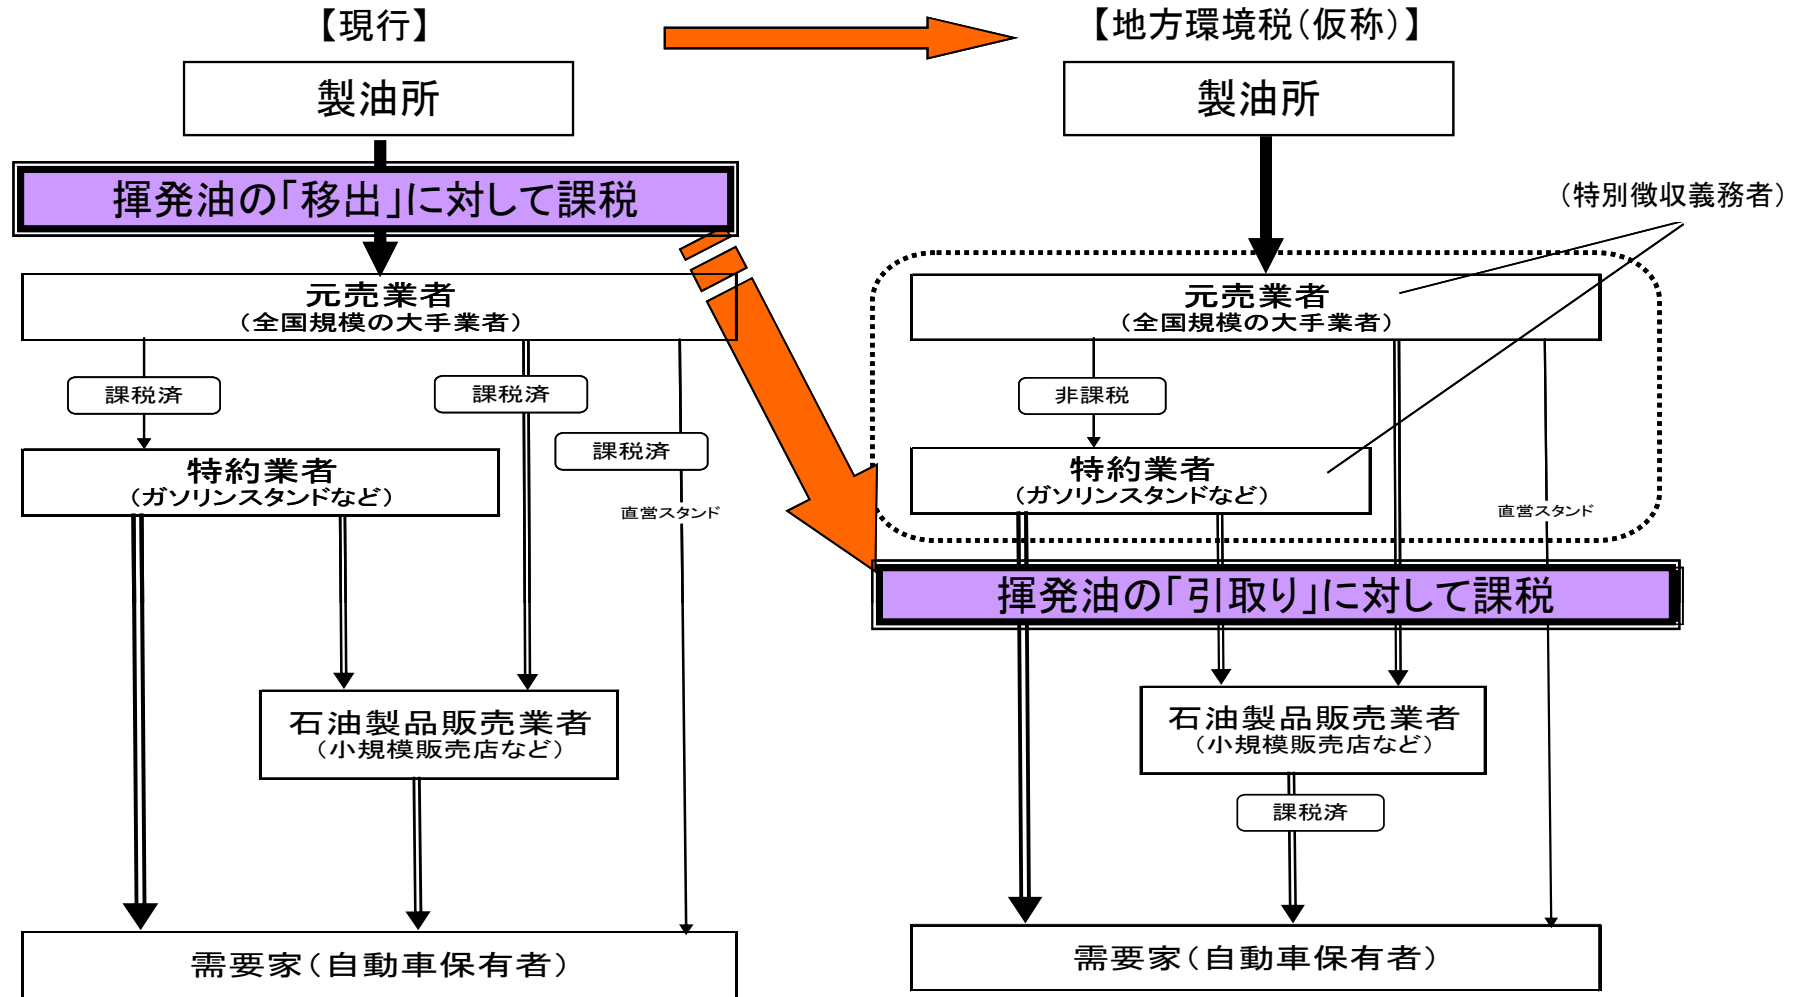 【現行】
製油所
揮発油の「移出」に対して課税
元売業者
(全国規模の大手業者)
課税済
課税済
課税済
特約業者
(ガソリンスタンドなど)
直営スタンド
石油製品販売業者
(小規模販売店など)
需要家(自動車保有者)
【地方環境税(仮称)】
製油所
(特別徴収義務者)
元売業者
(全国規模の大手業者)
非課税
特約業者
(ガソリンスタンドなど)
直営スタンド
揮発油の「引取り」に対して課税
石油製品販売業者
(小規模販売店など)
課税済
需要家(自動車保有者)